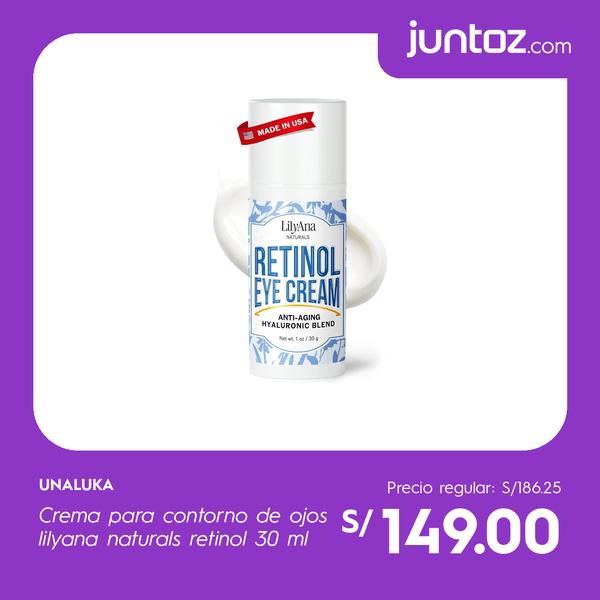 juntoz.com
MADE IN USA
LilyAna
NATURALS
RETINOL
EYE CREAM
ANTI-AGING
HYALURONIC BLEND
Net wt. 1 oz / 30 g
UNALUKA
Crema para contorno de ojos
lilyana naturals retinol 30 ml
Precio regular: S/186.25
S/149.00